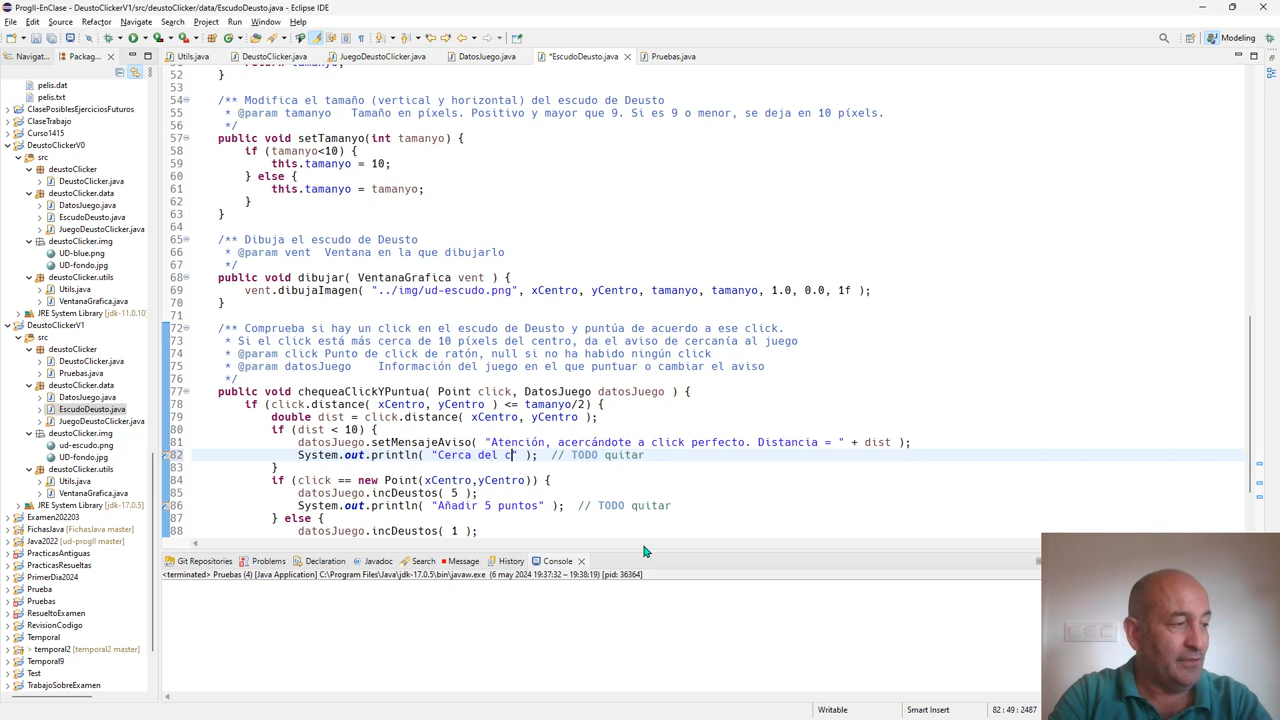 ProgII-EnClase - DeustoClickerV1/src/deustoClicker/data/EscudoDeusto.java - Eclipse IDE
File Edit Source Refactor Navigate Search Project Run Window Help
Modeling
Navigat... Packag...
Utils.java DeustoClicker.java JuegoDeustoClicker.java DatosJuego.java *EscudoDeusto.java Pruebas.java
pelis.dat
pelis.txt
ClasePosiblesEjerciciosFuturos
ClaseTrabajo
Curso1415
DeustoClickerV0
src
deustoClicker
DeustoClicker.java
deustoClicker.data
DatosJuego.java
EscudoDeusto.java
JuegoDeustoClicker.java
deustoClicker.img
UD-blue.png
UD-fondo.jpg
deustoClicker.utils
Utils.java
VentanaGrafica.java
JRE System Library [jdk-11.0.10]
DeustoClickerV1
src
deustoClicker
DeustoClicker.java
Pruebas.java
deustoClicker.data
DatosJuego.java
EscudoDeusto.java
JuegoDeustoClicker.java
deustoClicker.img
ud-escudo.png
UD-fondo.jpg
deustoClicker.utils
Utils.java
VentanaGrafica.java
JRE System Library [jdk-17.0.5]
Examen202203
FichasJava [FichasJava master]
Java2022 [ud-progII master]
PracticasAntiguas
PracticasResueltas
PrimerDia2024
Prueba
Pruebas
ResueltoExamen
RevisionCodigo
Temporal
> temporal2 [temporal2 master]
Temporal9
Test
TrabajoSobreExamen
52 }
53
54 /** Modifica el tamaño (vertical y horizontal) del escudo de Deusto
55 * @param tamanyo Tamaño en píxels. Positivo y mayor que 9. Si es 9 o menor, se deja en 10 píxels.
56 */
57 public void setTamanyo(int tamanyo) {
58 if (tamanyo<10) {
59 this.tamanyo = 10;
60 } else {
61 this.tamanyo = tamanyo;
62 }
63 }
64
65 /** Dibuja el escudo de Deusto
66 * @param vent Ventana en la que dibujarlo
67 */
68 public void dibujar( VentanaGrafica vent ) {
69 vent.dibujaImagen( "../img/ud-escudo.png", xCentro, yCentro, tamanyo, tamanyo, 1.0, 0.0, 1f );
70 }
71
72 /** Comprueba si hay un click en el escudo de Deusto y puntúa de acuerdo a ese click.
73 * Si el click está más cerca de 10 píxels del centro, da el aviso de cercanía al juego
74 * @param click Punto de click de ratón, null si no ha habido ningún click
75 * @param datosJuego Información del juego en el que puntuar o cambiar el aviso
76 */
77 public void chequeaClickYPuntua( Point click, DatosJuego datosJuego ) {
78 if (click.distance( xCentro, yCentro ) <= tamanyo/2) {
79 double dist = click.distance( xCentro, yCentro );
80 if (dist < 10) {
81 datosJuego.setMensajeAviso( "Atención, acercándote a click perfecto. Distancia = " + dist );
82 System.out.println( "Cerca del c" ); // TODO quitar
83 }
84 if (click == new Point(xCentro,yCentro)) {
85 datosJuego.incDeustos( 5 );
86 System.out.println( "Añadir 5 puntos" ); // TODO quitar
87 } else {
88 datosJuego.incDeustos( 1 );
Git Repositories Problems Declaration Javadoc Search Message History Console
<terminated> Pruebas (4) [Java Application] C:\Program Files\Java\jdk-17.0.5\bin\javaw.exe (6 may 2024 19:37:32 – 19:38:19) [pid: 36364]
Writable Smart Insert 82 : 49 : 2487